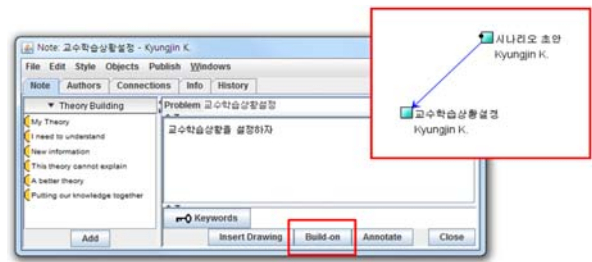 Note: 교수학습상황설정 - Kyungjin K.
File Edit Style Objects Publish Windows
Note Authors Connections Info History
Theory Building
My Theory
I need to understand
New information
This theory cannot explain
A better theory
Putting our knowledge together
Add
Problem 교수학습상황설정
교수학습상황을 설정하자
Keywords
Insert Drawing Build-on Annotate Close
시나리오 초안
Kyungjin K.
교수학습상황설정
Kyungjin K.